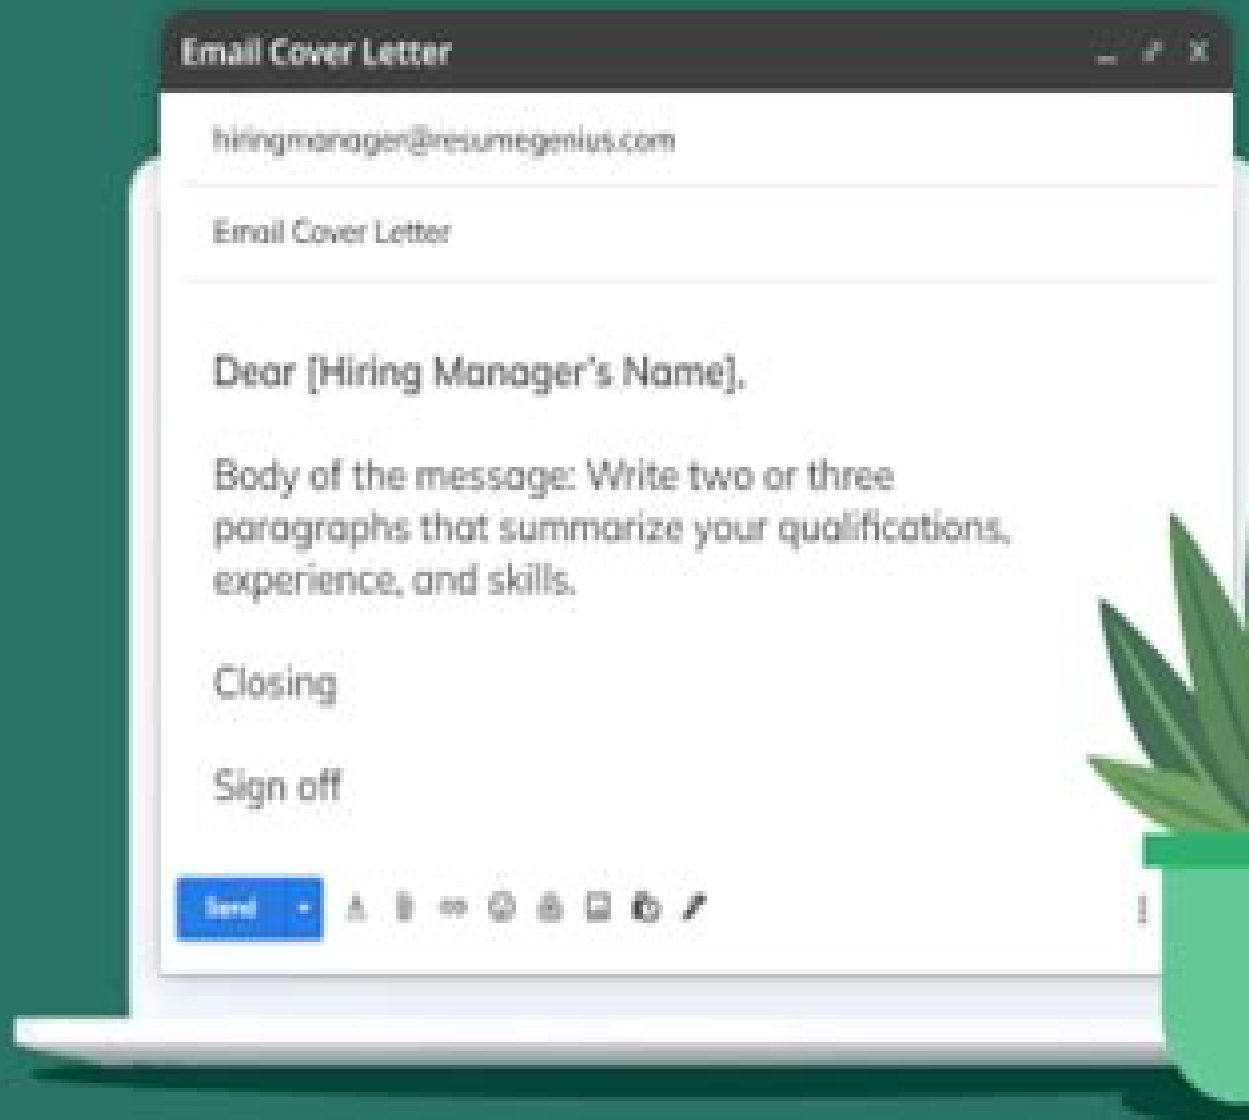 Email Cover Letter
hiringmanager@resumegenius.com
Email Cover Letter
Dear [Hiring Manager's Name],
Body of the message: Write two or three
paragraphs that summarize your qualifications,
experience, and skills.
Closing
Sign off
Send